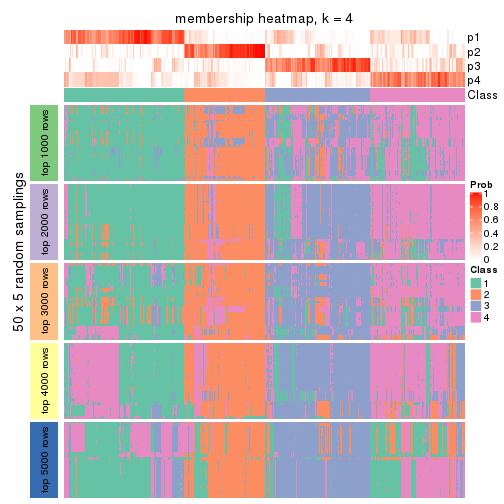 membership heatmap, k = 4
p1
p2
p3
p4
Class
50 x 5 random samplings
top 1000 rows
top 2000 rows
top 3000 rows
top 4000 rows
top 5000 rows
Prob
1
0.8
0.6
0.4
0.2
0
Class
1
2
3
4